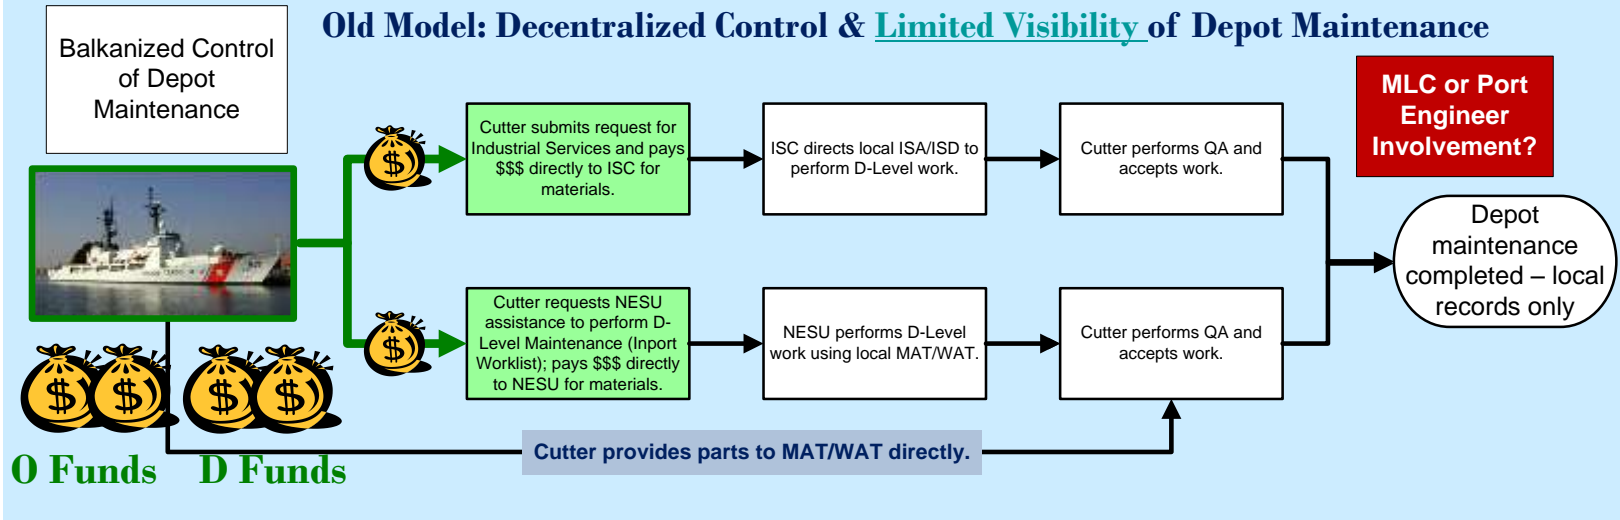 Old Model: Decentralized Control & Limited Visibility of Depot Maintenance
Balkanized Control
of Depot
Maintenance
MLC or Port
Engineer
Involvement?
Cutter submits request for
Industrial Services and pays
$$$ directly to ISC for
materials.
ISC directs local ISA/ISD to
perform D-Level work.
Cutter performs QA and
accepts work.
Depot
maintenance
completed – local
records only
Cutter requests NESU
assistance to perform D-
Level Maintenance (Inport
Worklist); pays $$$ directly
to NESU for materials.
NESU performs D-Level
work using local MAT/WAT.
Cutter performs QA and
accepts work.
$
$
$
$
$
$
Cutter provides parts to MAT/WAT directly.
O Funds
D Funds